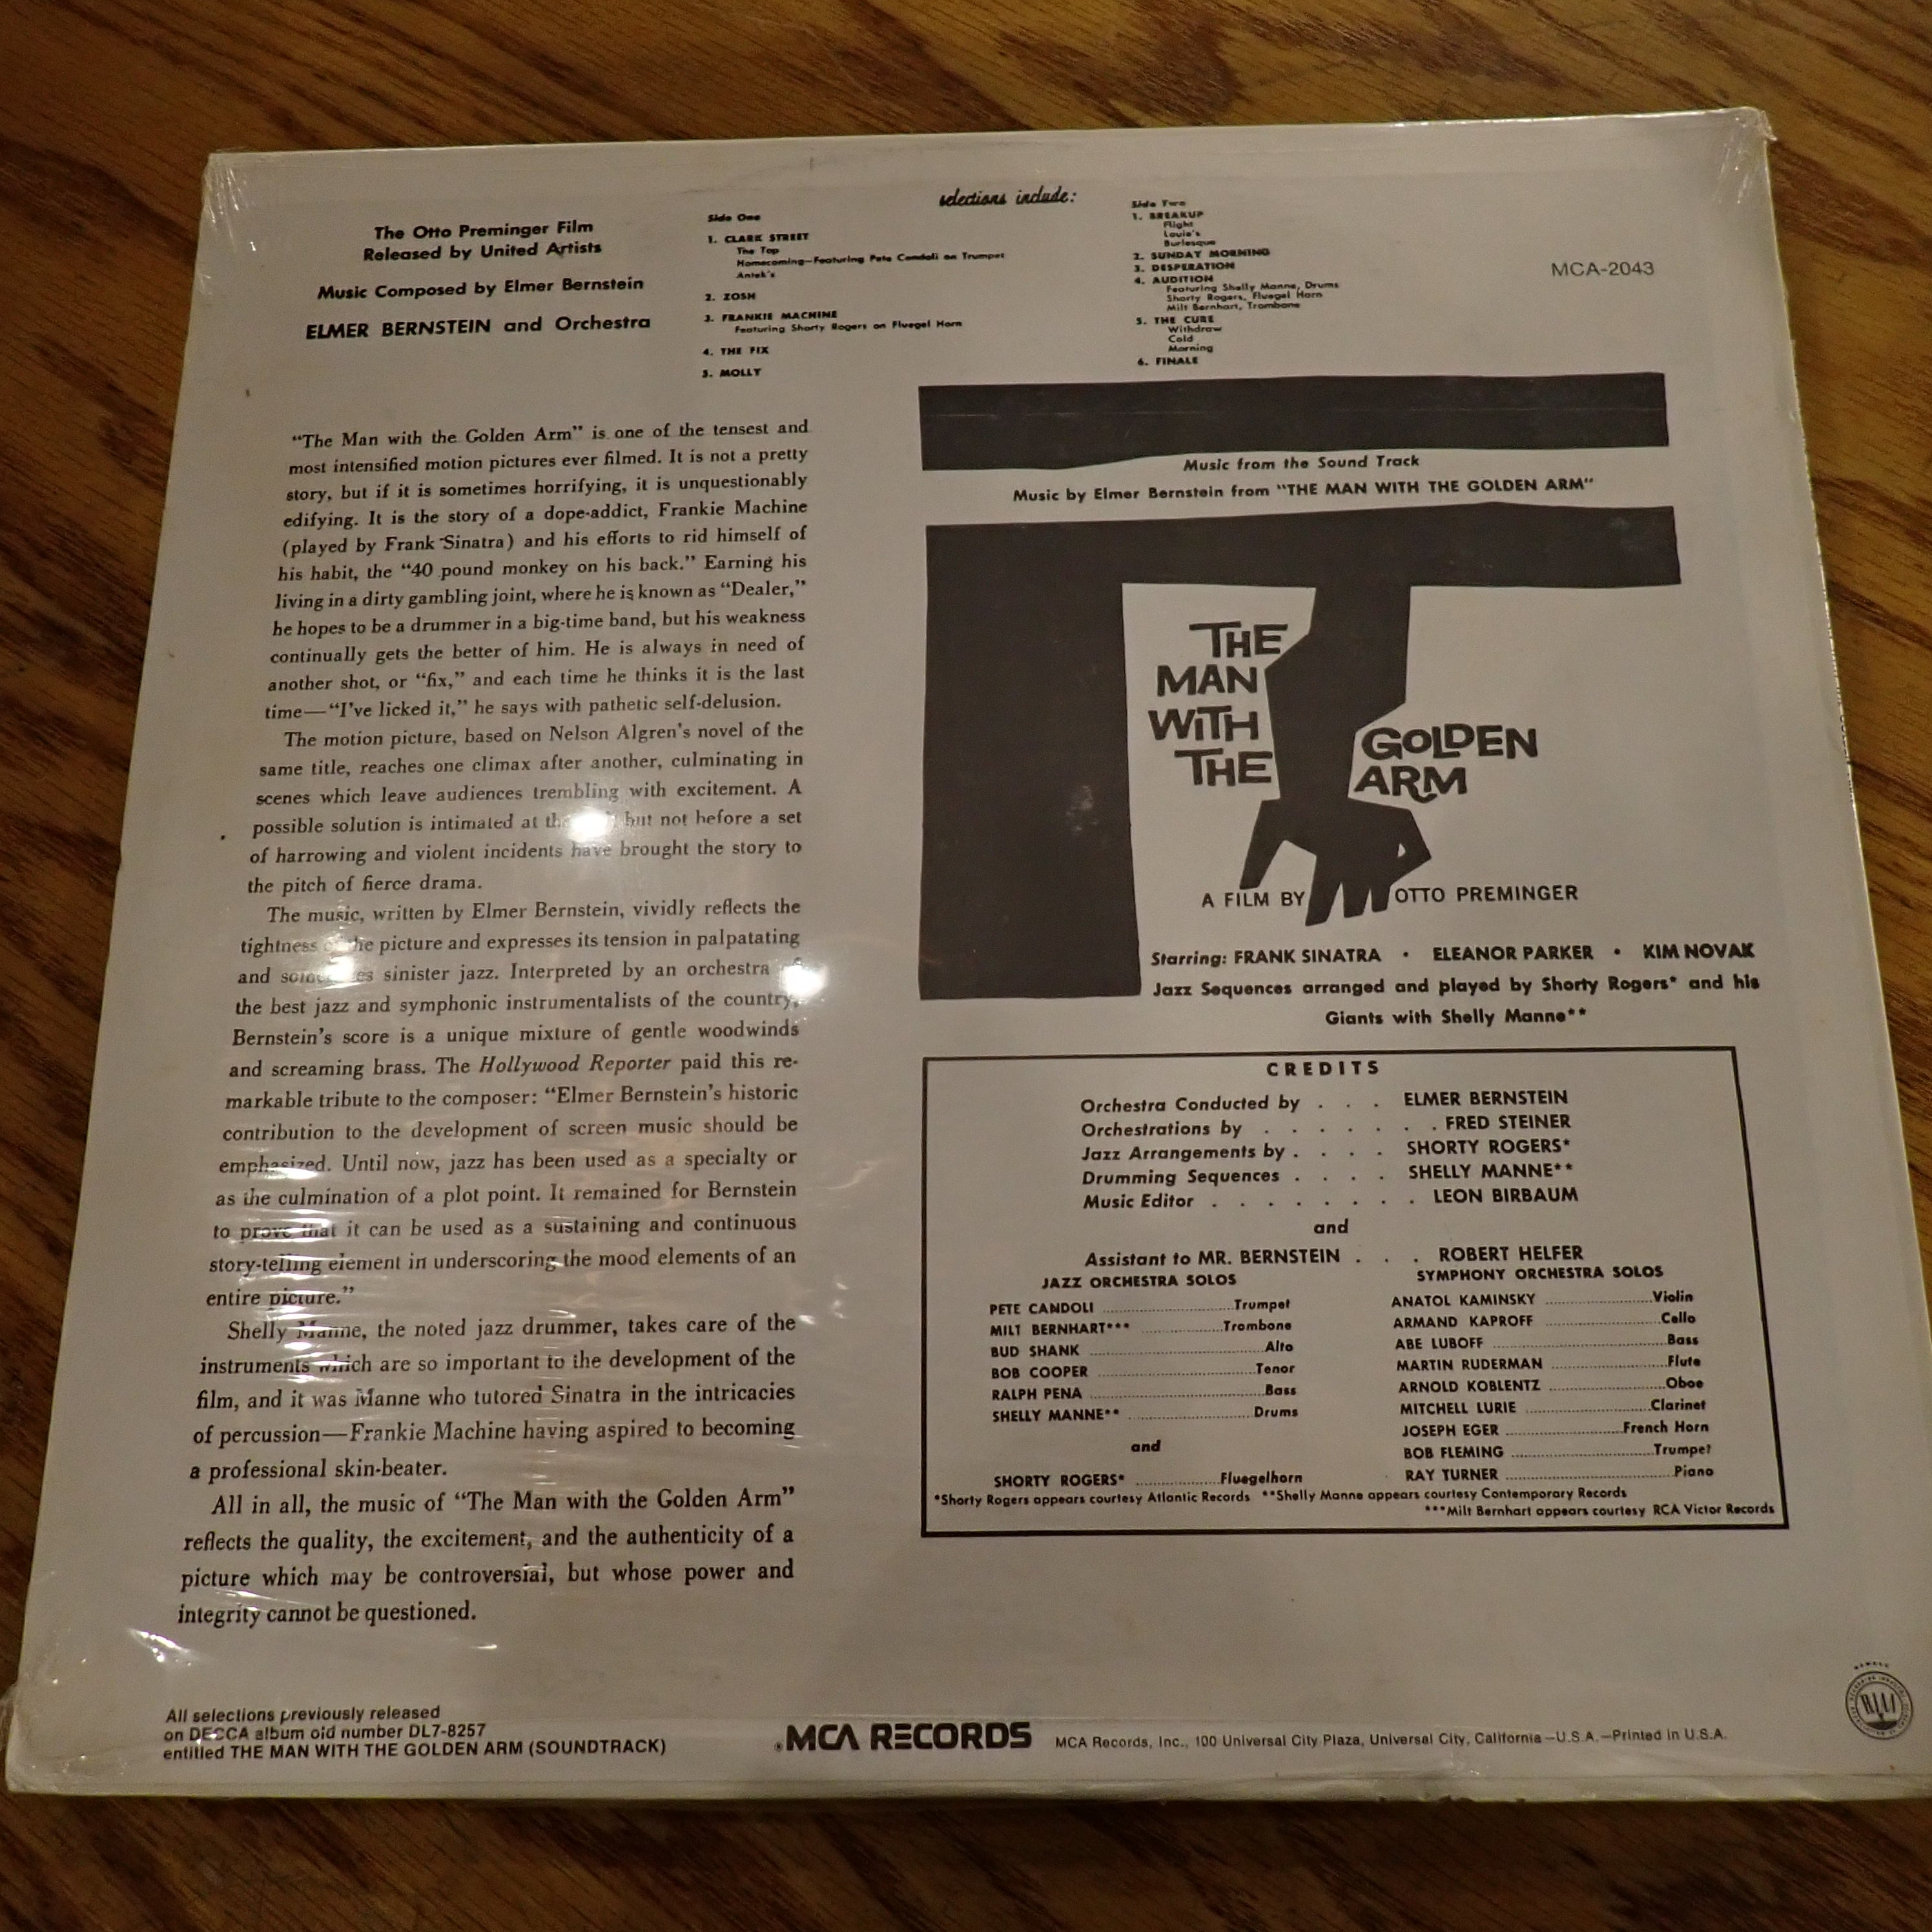 The Otto Preminger Film
Released by United Artists
Music Composed by Elmer Bernstein
ELMER BERNSTEIN and Orchestra
selections include:
Side One
1. CLARK STREET
The Top
Homecoming—Featuring Pete Candoli on Trumpet
Antek's
2. ZOSH
3. FRANKIE MACHINE
Featuring Shorty Rogers on Fluegel Horn
4. THE FIX
5. MOLLY
Side Two
1. BREAKUP
Flight
Louie's
Burlesque
2. SUNDAY MORNING
3. DESPERATION
4. AUDITION
Featuring Shelly Manne, Drums
Shorty Rogers, Fluegel Horn
Milt Bernhart, Trombone
5. THE CURE
Withdraw
Cold
Morning
6. FINALE
MCA-2043
"The Man with the Golden Arm" is one of the tensest and
most intensified motion pictures ever filmed. It is not a pretty
story, but if it is sometimes horrifying, it is unquestionably
edifying. It is the story of a dope-addict, Frankie Machine
(played by Frank Sinatra) and his efforts to rid himself of
his habit, the "40 pound monkey on his back." Earning his
living in a dirty gambling joint, where he is known as "Dealer,"
he hopes to be a drummer in a big-time band, but his weakness
continually gets the better of him. He is always in need of
another shot, or "fix," and each time he thinks it is the last
time—"I've licked it," he says with pathetic self-delusion.
The motion picture, based on Nelson Algren's novel of the
same title, reaches one climax after another, culminating in
scenes which leave audiences trembling with excitement. A
possible solution is intimated at but not before a set
of harrowing and violent incidents have brought the story to
the pitch of fierce drama.
The music, written by Elmer Bernstein, vividly reflects the
tightness of the picture and expresses its tension in palpatating
and sometimes sinister jazz. Interpreted by an orchestra of
the best jazz and symphonic instrumentalists of the country,
Bernstein's score is a unique mixture of gentle woodwinds
and screaming brass. The Hollywood Reporter paid this re-
markable tribute to the composer: "Elmer Bernstein's historic
contribution to the development of screen music should be
emphasized. Until now, jazz has been used as a specialty or
as the culmination of a plot point. It remained for Bernstein
to prove that it can be used as a sustaining and continuous
story-telling element in underscoring the mood elements of an
entire picture."
Shelly Manne, the noted jazz drummer, takes care of the
instruments which are so important to the development of the
film, and it was Manne who tutored Sinatra in the intricacies
of percussion—Frankie Machine having aspired to becoming
a professional skin-beater.
All in all, the music of "The Man with the Golden Arm"
reflects the quality, the excitement, and the authenticity of a
picture which may be controversial, but whose power and
integrity cannot be questioned.
Music from the Sound Track
Music by Elmer Bernstein from "THE MAN WITH THE GOLDEN ARM"
THE
MAN
WITH
THE
GOLDEN
ARM
A FILM BY OTTO PREMINGER
Starring: FRANK SINATRA • ELEANOR PARKER • KIM NOVAK
Jazz Sequences arranged and played by Shorty Rogers* and his
Giants with Shelly Manne**
CREDITS
Orchestra Conducted by . . . ELMER BERNSTEIN
Orchestrations by . . . . . . . FRED STEINER
Jazz Arrangements by . . . . SHORTY ROGERS*
Drumming Sequences . . . . SHELLY MANNE**
Music Editor . . . . . . . . LEON BIRBAUM
and
Assistant to MR. BERNSTEIN . . . ROBERT HELFER
JAZZ ORCHESTRA SOLOS
PETE CANDOLI ........ Trumpet
MILT BERNHART*** ........ Trombone
BUD SHANK ........ Alto
BOB COOPER ........ Tenor
RALPH PENA ........ Bass
SHELLY MANNE** ........ Drums
and
SHORTY ROGERS* ........ Fluegelhorn
SYMPHONY ORCHESTRA SOLOS
ANATOL KAMINSKY ........ Violin
ARMAND KAPROFF ........ Cello
ABE LUBOFF ........ Bass
MARTIN RUDERMAN ........ Flute
ARNOLD KOBLENTZ ........ Oboe
MITCHELL LURIE ........ Clarinet
JOSEPH EGER ........ French Horn
BOB FLEMING ........ Trumpet
RAY TURNER ........ Piano
*Shorty Rogers appears courtesy Atlantic Records **Shelly Manne appears courtesy Contemporary Records
***Milt Bernhart appears courtesy RCA Victor Records
All selections previously released
on DECCA album old number DL7-8257
entitled THE MAN WITH THE GOLDEN ARM (SOUNDTRACK)
MCA RECORDS
MCA Records, Inc., 100 Universal City Plaza, Universal City, California—U.S.A.—Printed in U.S.A.
RIAA